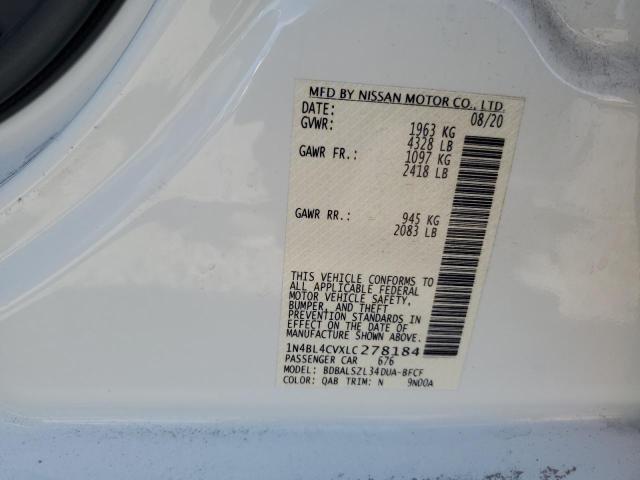 MFD BY NISSAN MOTOR CO., LTD.
DATE: 08/20
GVWR: 1963 KG
4328 LB
GAWR FR.: 1097 KG
2418 LB
GAWR RR.: 945 KG
2083 LB
THIS VEHICLE CONFORMS TO
ALL APPLICABLE FEDERAL
MOTOR VEHICLE SAFETY,
BUMPER, AND THEFT
PREVENTION STANDARDS IN
EFFECT ON THE DATE OF
MANUFACTURE SHOWN ABOVE.
1N4BL4CVXLC278184
PASSENGER CAR 676
MODEL: BDBALSZL34DUA-BFCF
COLOR: QAB TRIM: N 9N00A